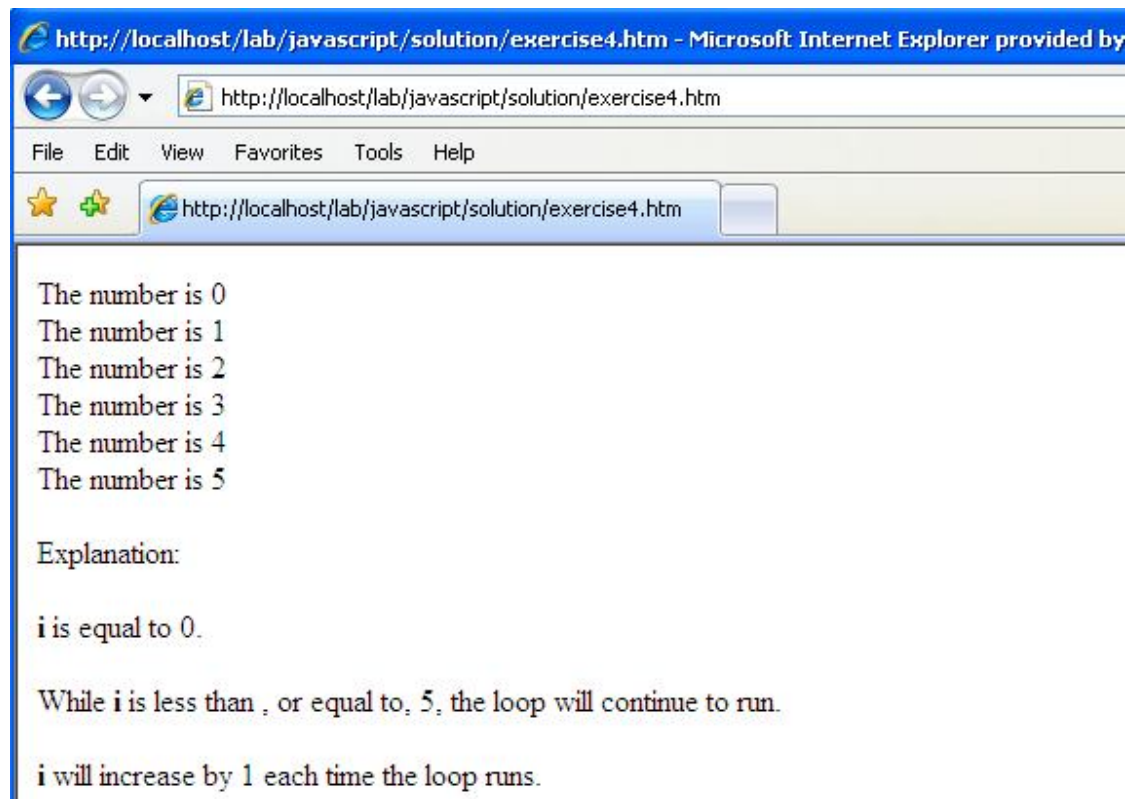 http://localhost/lab/javascript/solution/exercise4.htm - Microsoft Internet Explorer provided by
http://localhost/lab/javascript/solution/exercise4.htm
File Edit View Favorites Tools Help
http://localhost/lab/javascript/solution/exercise4.htm
The number is 0
The number is 1
The number is 2
The number is 3
The number is 4
The number is 5
Explanation:
i is equal to 0.
While i is less than , or equal to, 5, the loop will continue to run.
i will increase by 1 each time the loop runs.